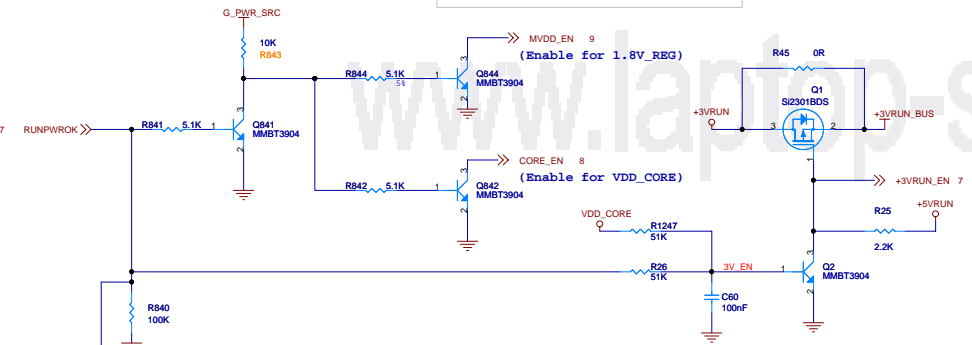 G_PWR_SRC
10K
R843
MVDD_EN 9
(Enable for 1.8V_REG)
R844 5.1K
5%
1
3
2
Q844
MMBT3904
R45 0R
Q1
Si2301BDS
+3VRUN
3
2
1
+3VRUN_BUS
7 RUNPWROK
R841 5.1K
1
3
2
Q841
MMBT3904
CORE_EN 8
(Enable for VDD_CORE)
R842 5.1K
1
3
2
Q842
MMBT3904
+3VRUN_EN 7
+5VRUN
R25
2.2K
VDD_CORE
R1247
51K
R26
51K
3V_EN
1
3
2
Q2
MMBT3904
C60
100nF
R840
100K
www.laptop-s